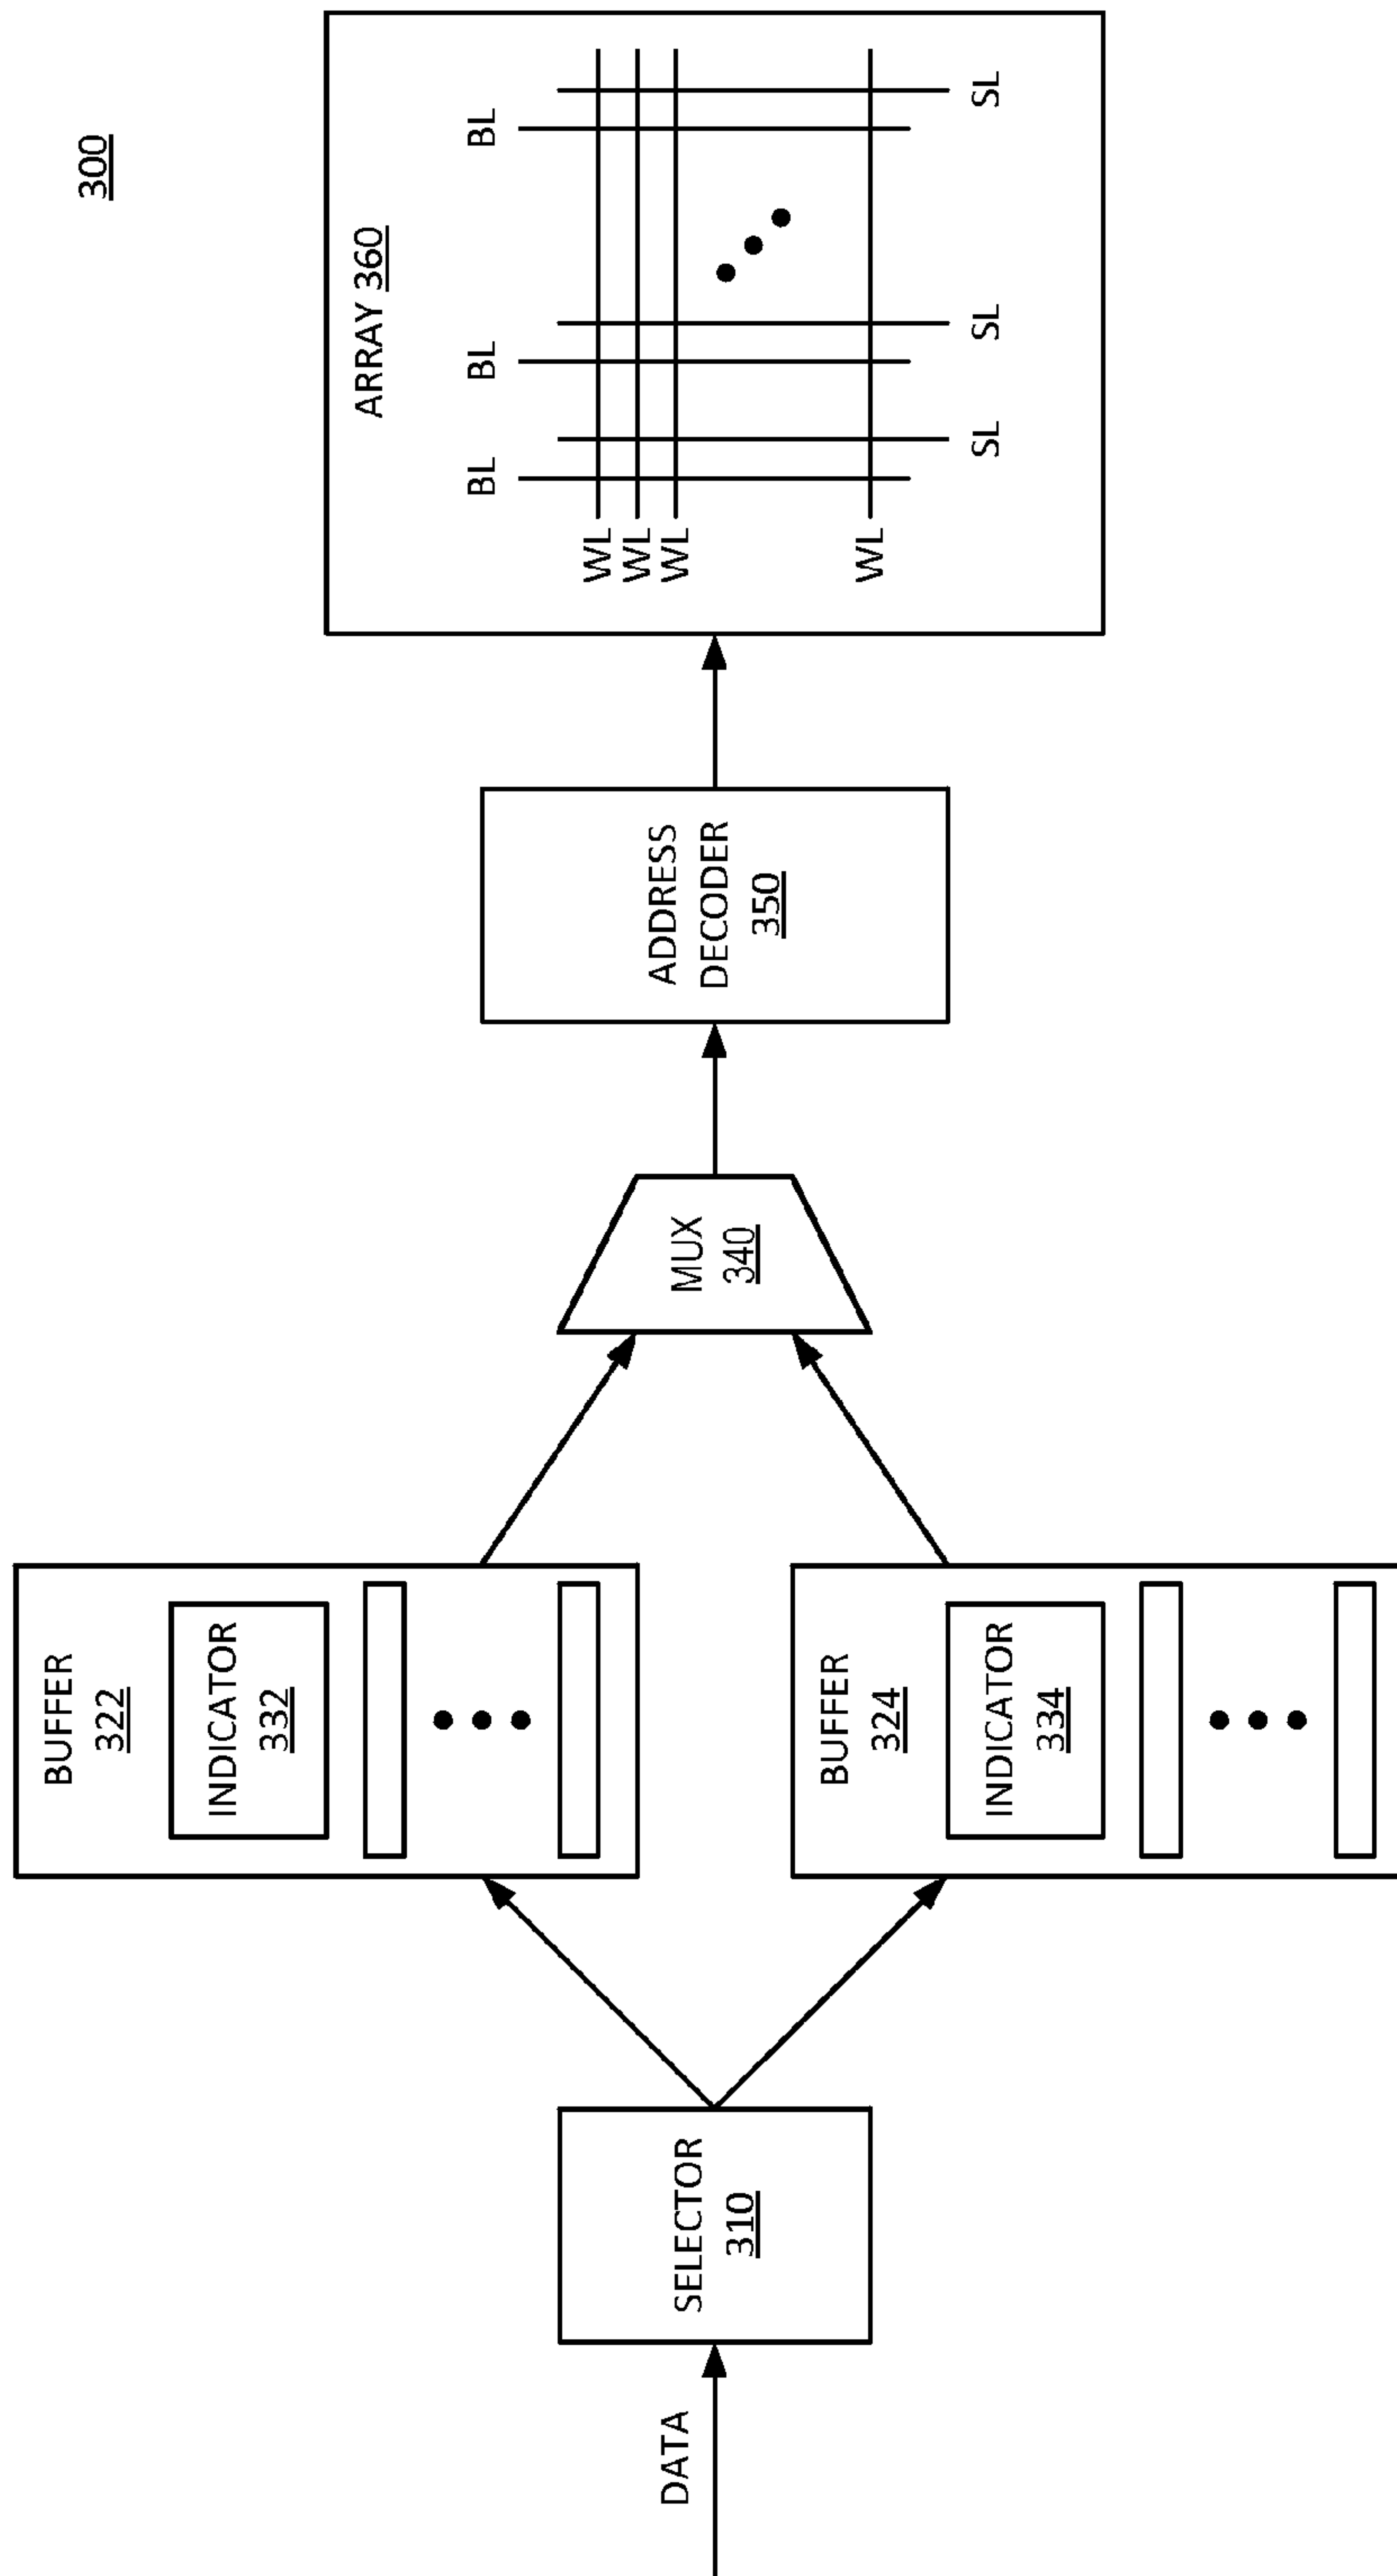 300
DATA
SELECTOR
310
BUFFER
322
INDICATOR
332
BUFFER
324
INDICATOR
334
MUX
340
ADDRESS
DECODER
350
ARRAY 360
BL BL BL
WL
WL
WL
WL
SL SL SL